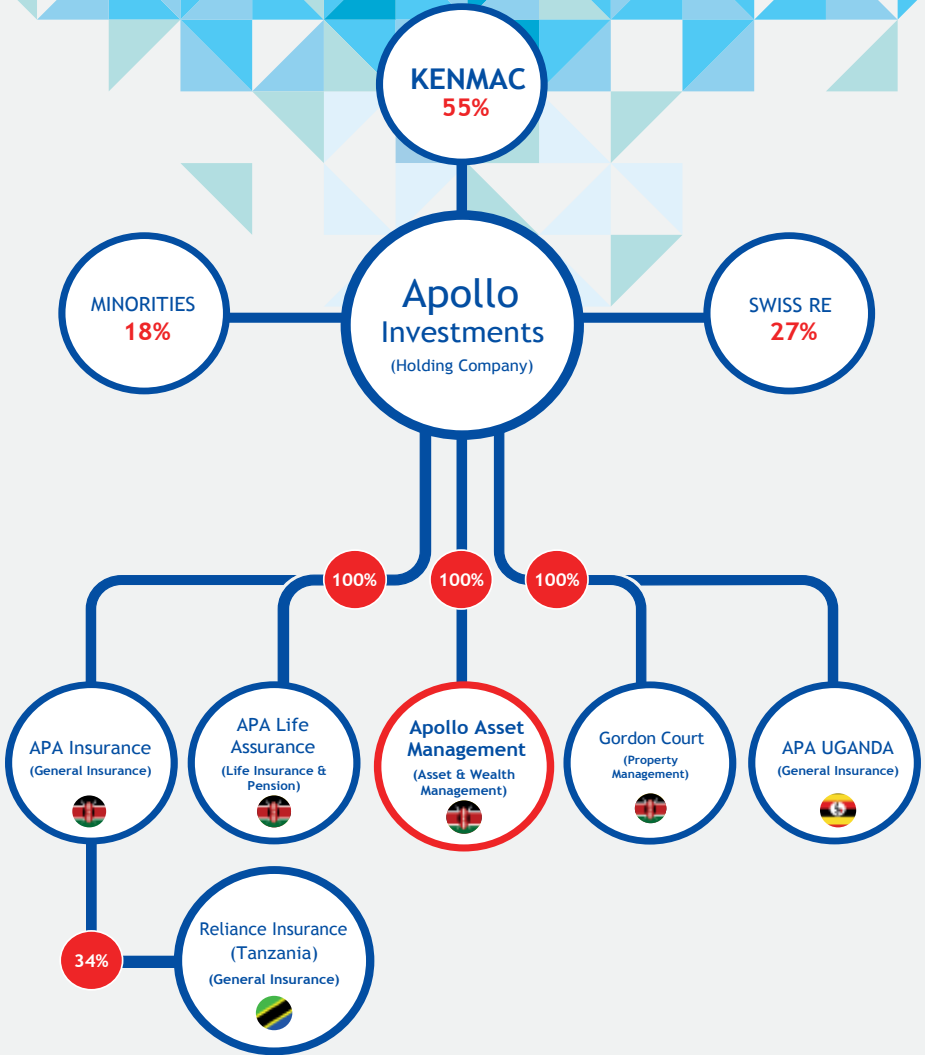 KENMAC
55%
MINORITIES
18%
Apollo
Investments
(Holding Company)
SWISS RE
27%
100%
100%
100%
APA Insurance
(General Insurance)
APA Life
Assurance
(Life Insurance &
Pension)
Apollo Asset
Management
(Asset & Wealth
Management)
Gordon Court
(Property
Management)
APA UGANDA
(General Insurance)
34%
Reliance Insurance
(Tanzania)
(General Insurance)